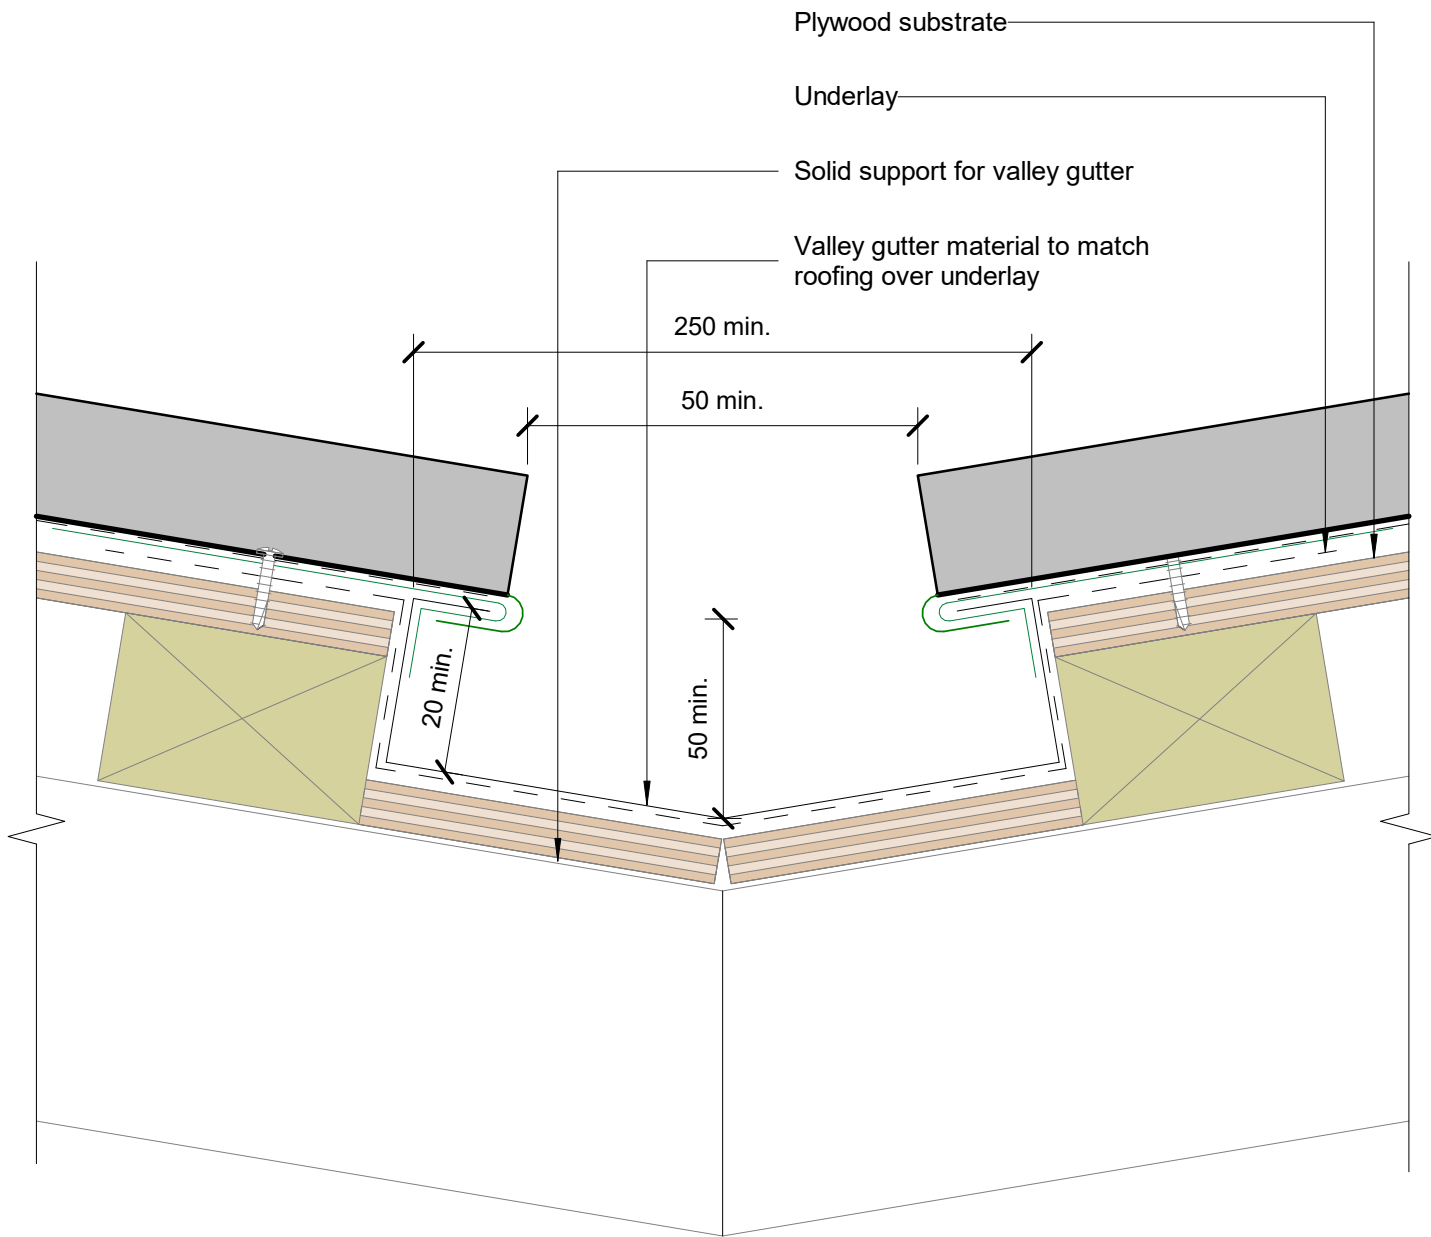 Plywood substrate
Underlay
Solid support for valley gutter
Valley gutter material to match
roofing over underlay
250 min.
50 min.
20 min.
50 min.